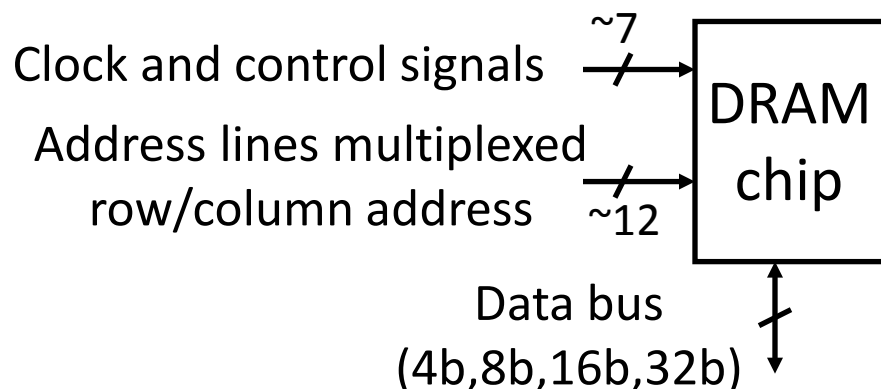 ~7
Clock and control signals
DRAM
chip
Address lines multiplexed
row/column address
~12
Data bus
(4b,8b,16b,32b)